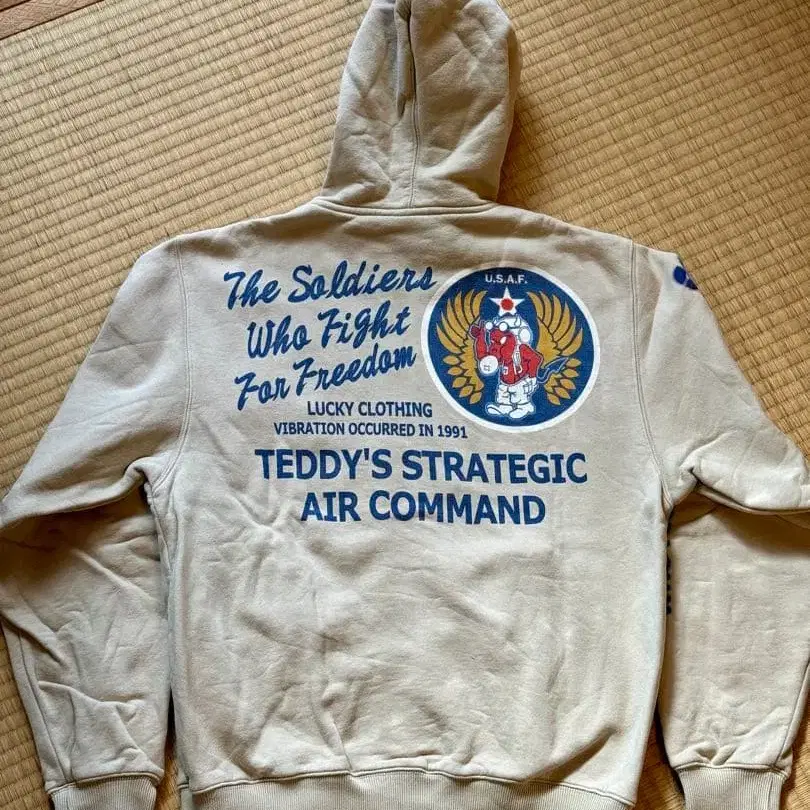 The Soldiers
Who Fight
For Freedom
U.S.A.F.
LUCKY CLOTHING
VIBRATION OCCURRED IN 1991
TEDDY'S STRATEGIC
AIR COMMAND